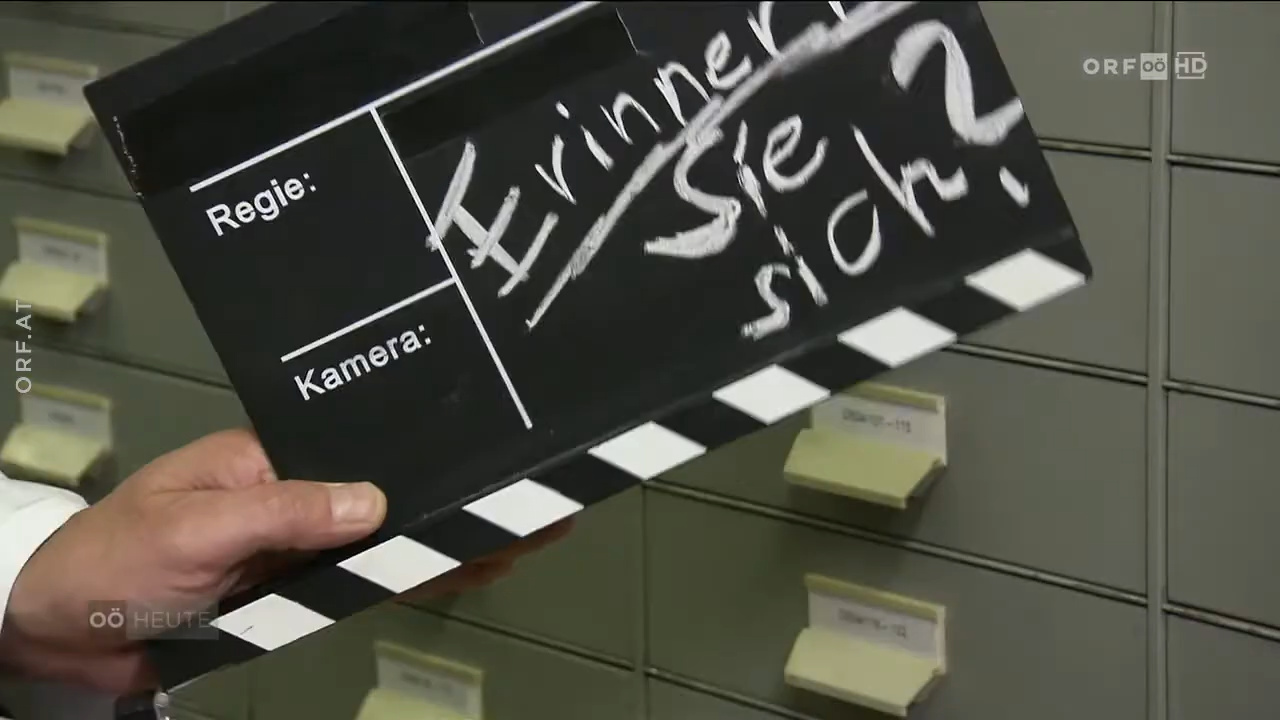 ORF OÖ HD
Erinnern
Sie
sich?
Regie:
Kamera:
ORF.AT
OÖ HEUTE